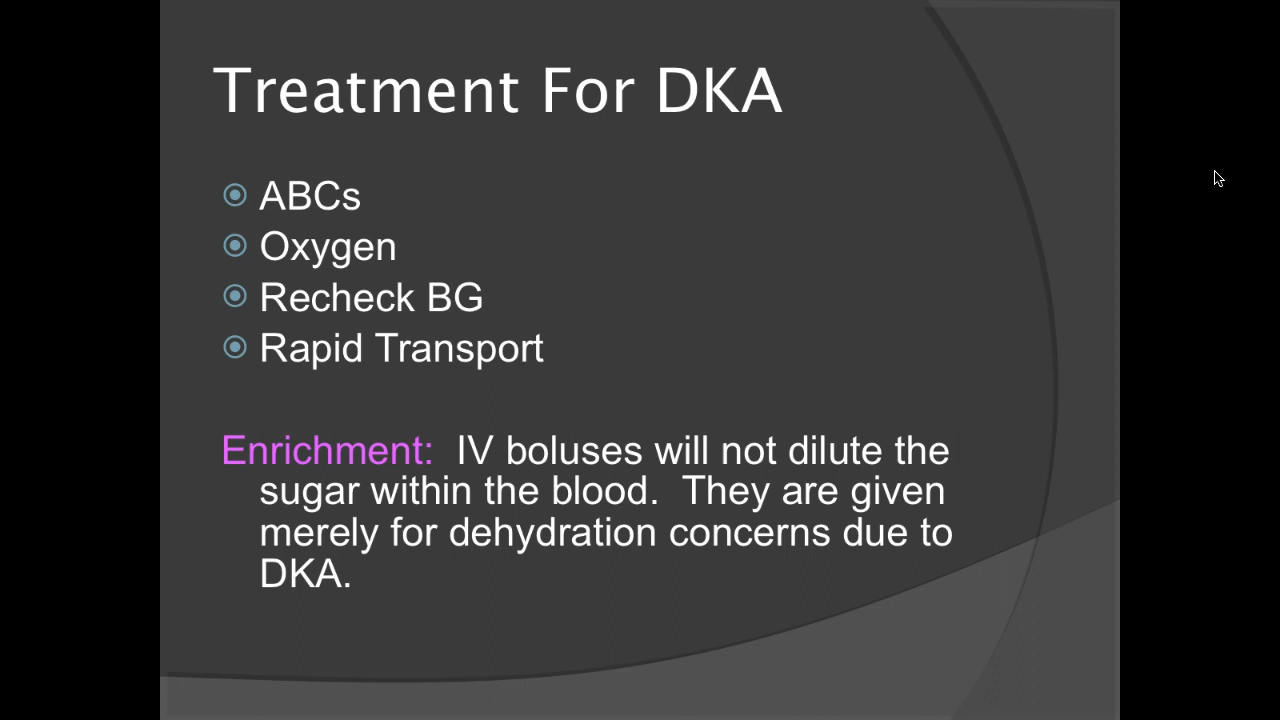 Treatment For DKA
ABCs
Oxygen
Recheck BG
Rapid Transport
Enrichment:  IV boluses will not dilute the
sugar within the blood.  They are given
merely for dehydration concerns due to
DKA.